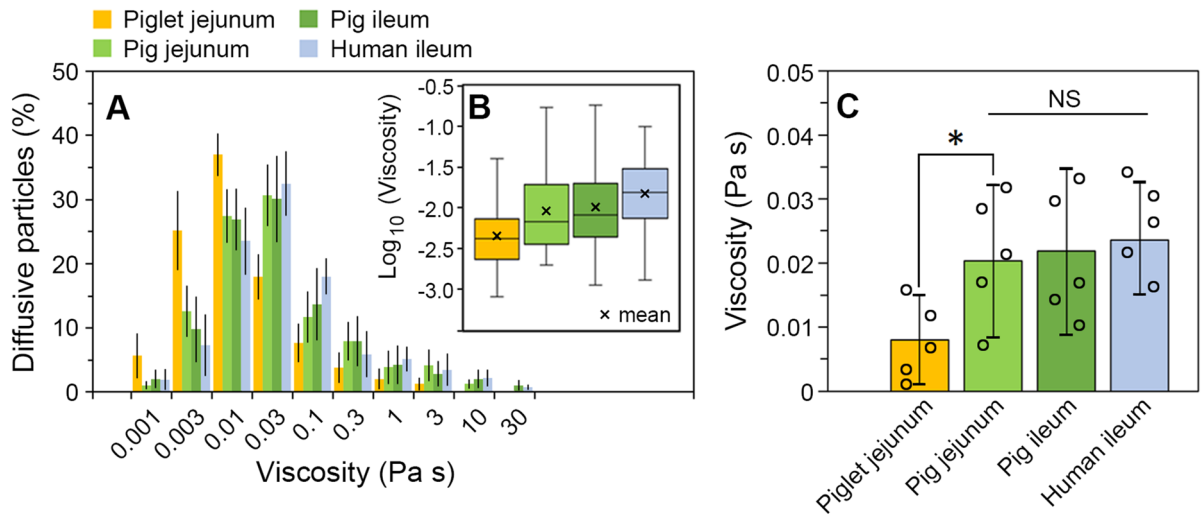 Piglet jejunum
Pig ileum
Pig jejunum
Human ileum
A
Diffusive particles (%)
50
40
30
20
10
0
0.001
0.003
0.01
0.03
0.1
0.3
1
3
10
30
Viscosity (Pa s)
B
Log10 (Viscosity)
-0.5
-1.0
-1.5
-2.0
-2.5
-3.0
× mean
C
Viscosity (Pa s)
0.05
0.04
0.03
0.02
0.01
0
NS
*
Piglet jejunum
Pig jejunum
Pig ileum
Human ileum